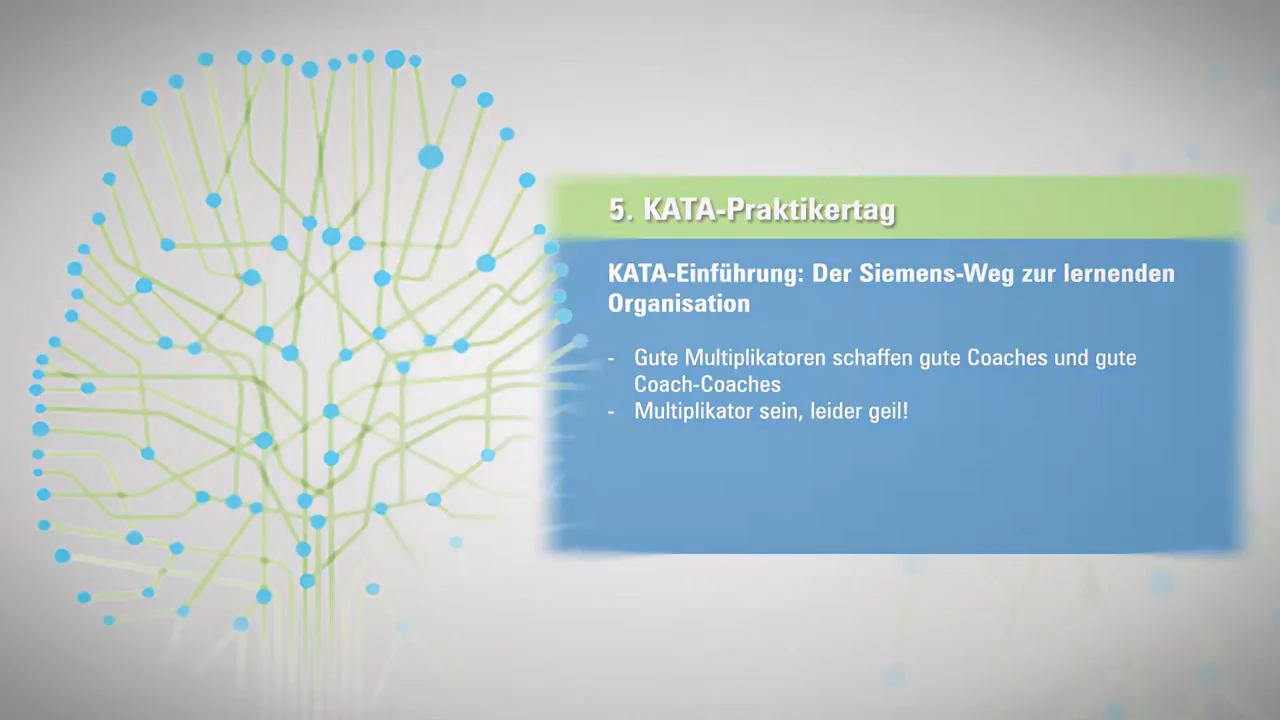 5. KATA-Praktikertag
KATA-Einführung: Der Siemens-Weg zur lernenden
Organisation
- Gute Multiplikatoren schaffen gute Coaches und gute
Coach-Coaches
- Multiplikator sein, leider geil!